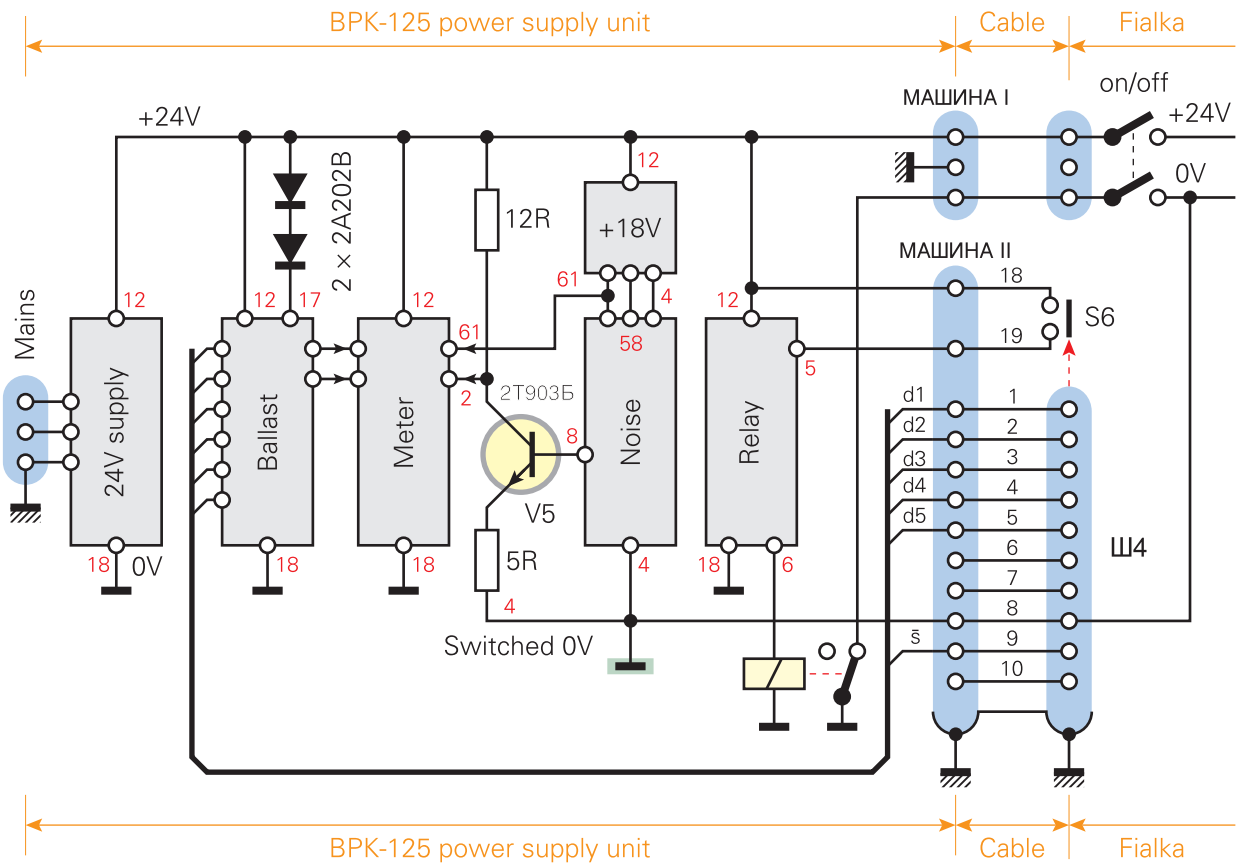 BPK-125 power supply unit
Cable
Fialka
on/off
МАШИНА I
+24V
+24V
12
0V
2 × 2A202B
12R
+18V
МАШИНА II
61
4
18
Mains
12
12
17
12
61
58
12
19
S6
5
2
2Т903Б
d1
1
24V supply
Ballast
Meter
8
Noise
Relay
d2
2
d3
3
d4
4
V5
d5
5
18
0V
18
18
5R
4
18
6
6
Ш4
7
4
8
Switched 0V
s̄
9
10
BPK-125 power supply unit
Cable
Fialka